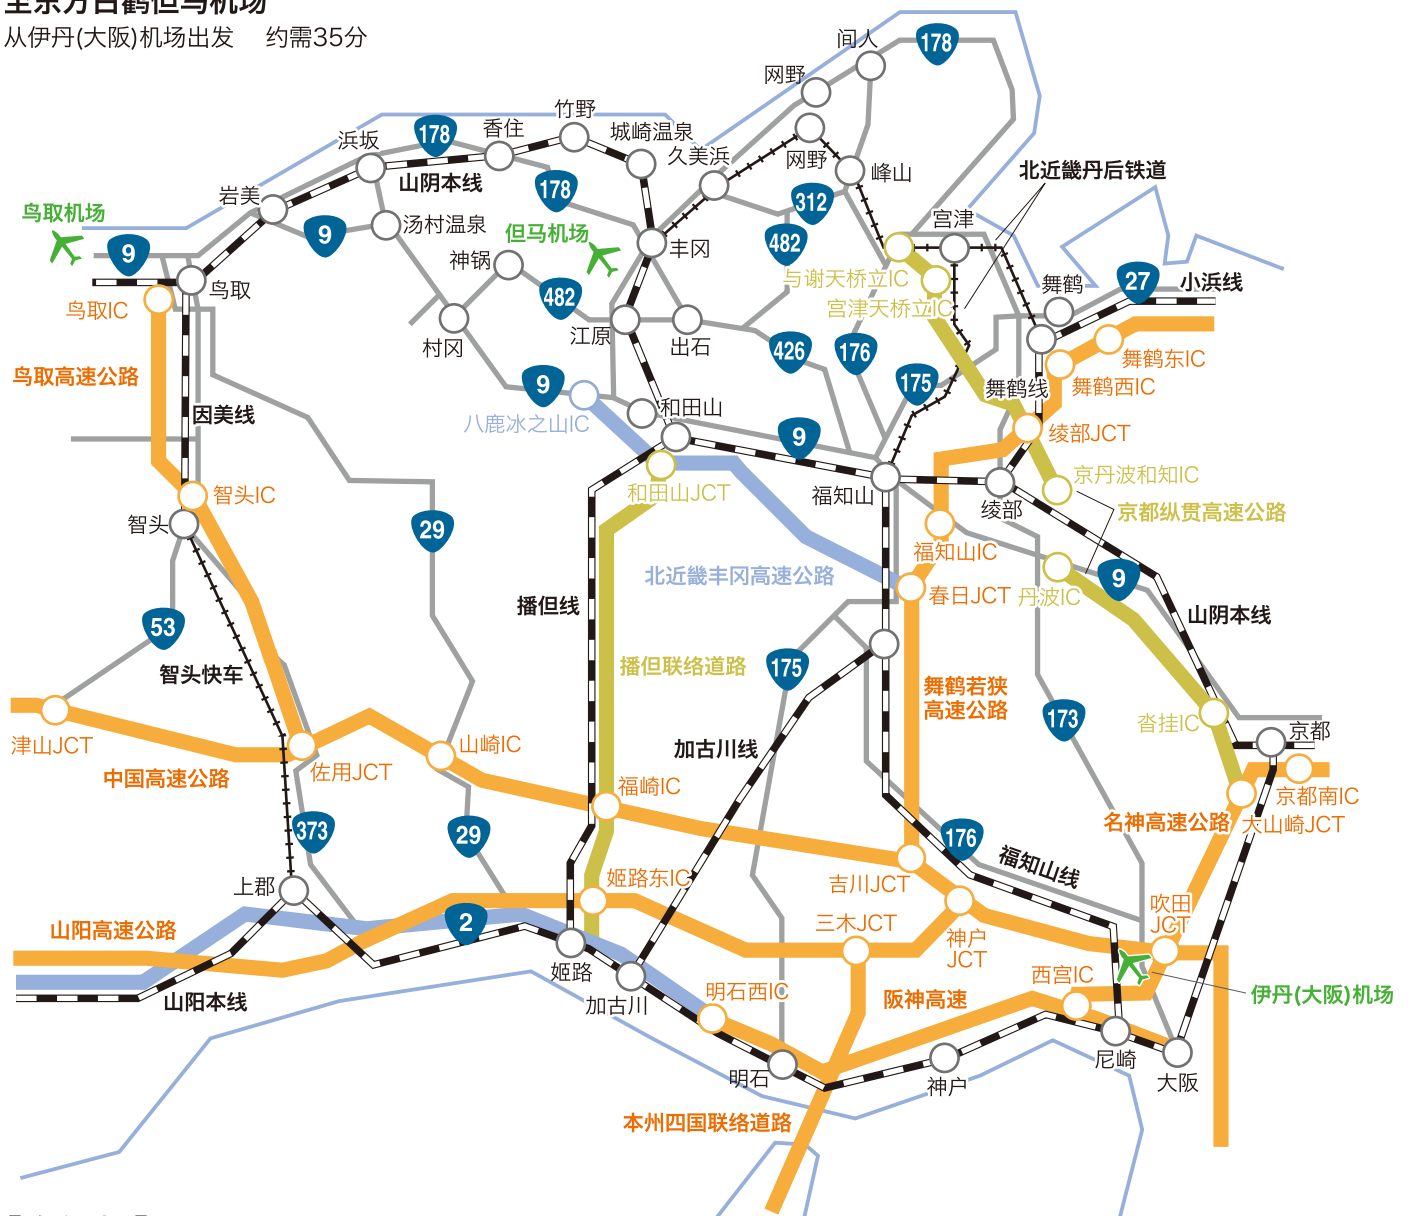 至东方白鹳但马机场
从伊丹(大阪)机场出发 约需35分
间人
178
网野
竹野
178
香住
城崎温泉
浜坂
久美浜
网野
峰山
北近畿丹后铁道
山阴本线
178
岩美
312
鸟取机场
9
9
汤村温泉
但马机场
482
宫津
丰冈
神锅
与谢天桥立IC
27
舞鹤
小浜线
鸟取
482
宫津天桥立IC
鸟取IC
江原
出石
村冈
426
176
舞鹤东IC
鸟取高速公路
9
175
舞鹤线
舞鹤西IC
因美线
和田山
八鹿冰之山IC
9
绫部JCT
京丹波和知IC
智头IC
和田山JCT
福知山
绫部
京都纵贯高速公路
智头
29
福知山IC
北近畿丰冈高速公路
9
春日JCT
丹波IC
播但线
山阴本线
53
智头快车
播但联络道路
175
舞鹤若狭
高速公路
173
沓挂IC
京都
津山JCT
山崎IC
加古川线
中国高速公路
佐用JCT
福崎IC
京都南IC
373
29
176
名神高速公路
大山崎JCT
福知山线
上郡
姬路东IC
吉川JCT
吹田
JCT
山阳高速公路
2
三木JCT
神户
JCT
姬路
西宫IC
山阳本线
加古川
明石西IC
阪神高速
伊丹(大阪)机场
明石
神户
尼崎
大阪
本州四国联络道路